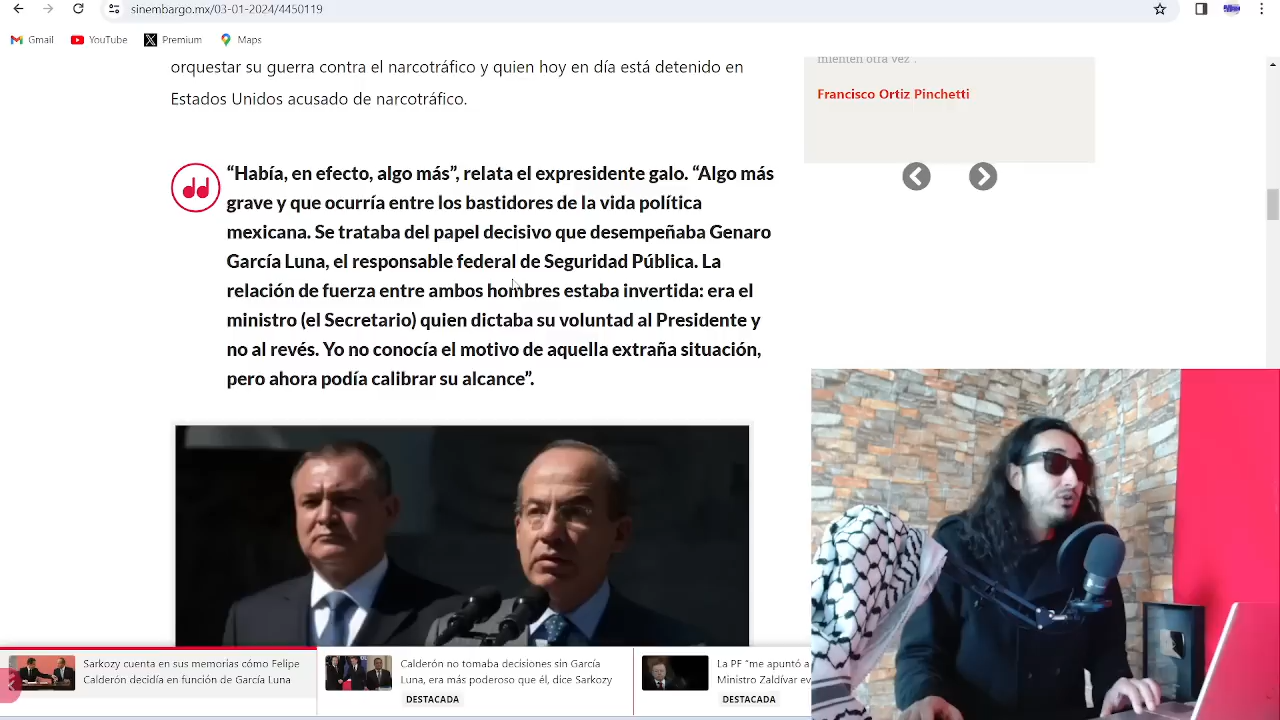 sinembargo.mx/03-01-2024/4450119
Gmail
YouTube
Premium
Maps
orquestar su guerra contra el narcotráfico y quien hoy en día está detenido en
Estados Unidos acusado de narcotráfico.
mienten otra vez".
Francisco Ortiz Pinchetti
“Había, en efecto, algo más”, relata el expresidente galo. “Algo más
grave y que ocurría entre los bastidores de la vida política
mexicana. Se trataba del papel decisivo que desempeñaba Genaro
García Luna, el responsable federal de Seguridad Pública. La
relación de fuerza entre ambos hombres estaba invertida: era el
ministro (el Secretario) quien dictaba su voluntad al Presidente y
no al revés. Yo no conocía el motivo de aquella extraña situación,
pero ahora podía calibrar su alcance”.
Sarkozy cuenta en sus memorias cómo Felipe
Calderón decidía en función de García Luna
Calderón no tomaba decisiones sin García
Luna, era más poderoso que él, dice Sarkozy
DESTACADA
La PF “me apuntó a
Ministro Zaldívar ev
DESTACADA